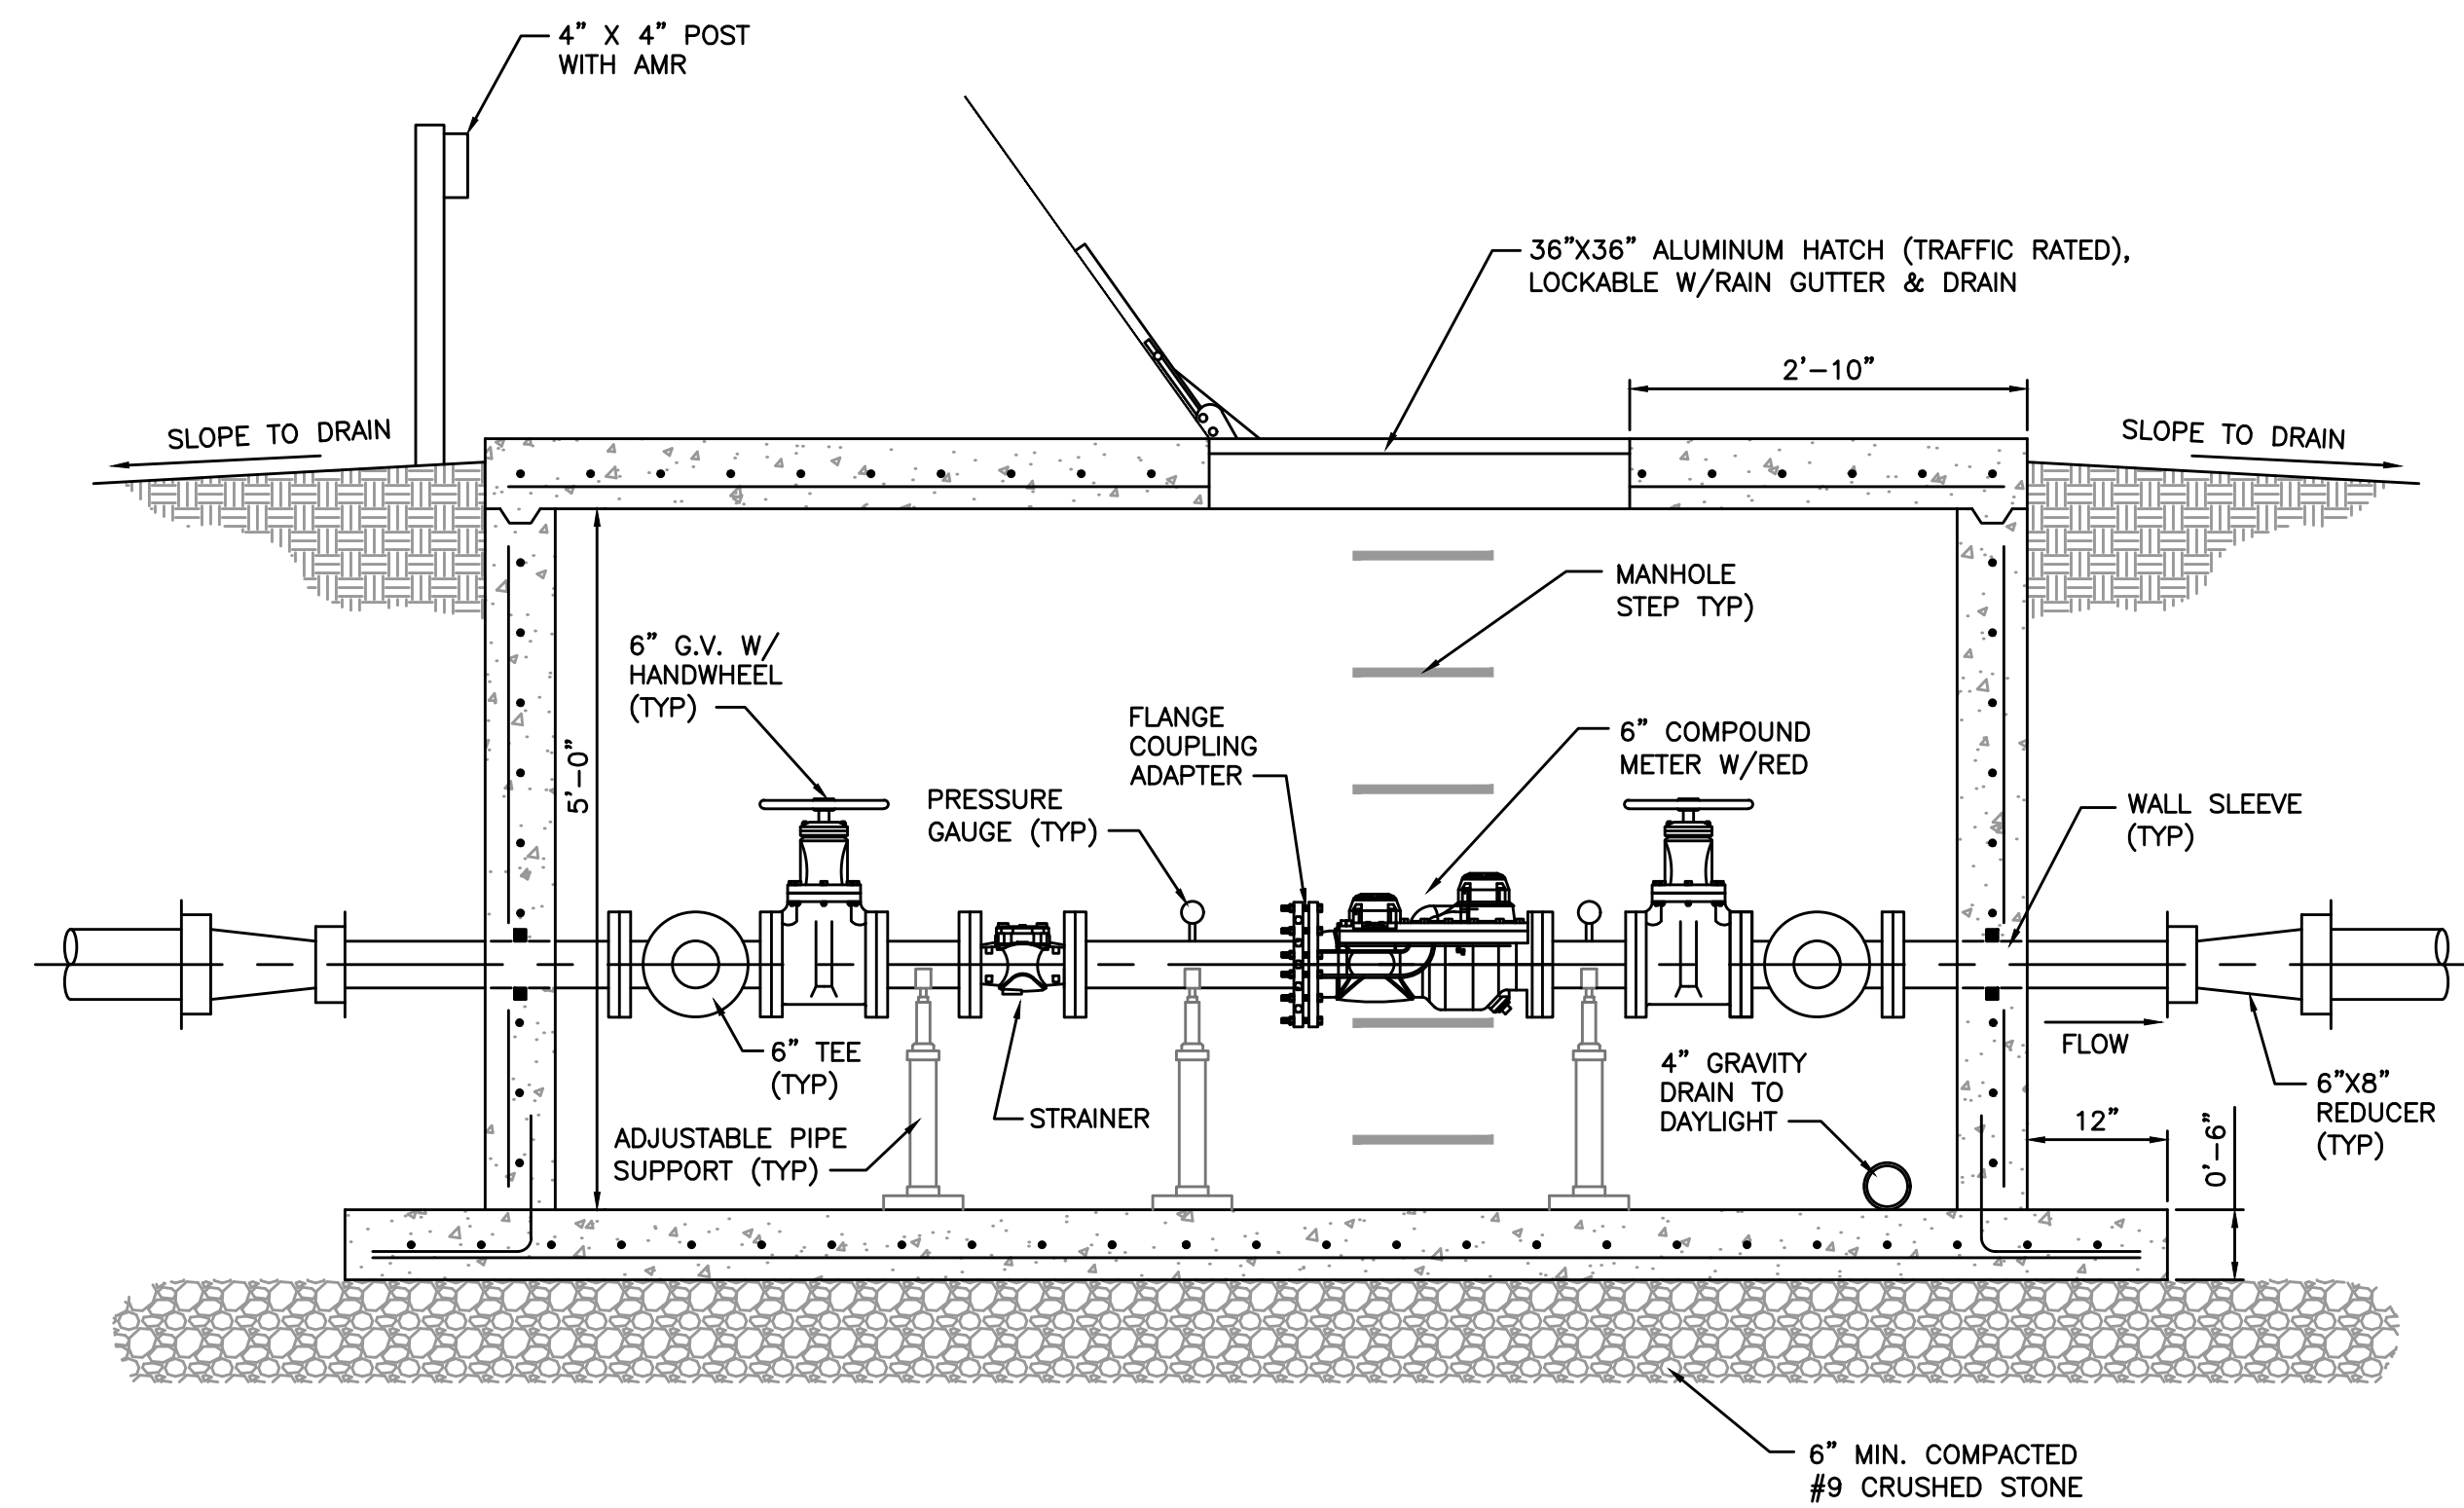 4" X 4" POST
WITH AMR
36"X36" ALUMINUM HATCH (TRAFFIC RATED),
LOCKABLE W/RAIN GUTTER & DRAIN
2'-10"
SLOPE TO DRAIN
SLOPE TO DRAIN
MANHOLE
STEP TYP)
6" G.V. W/
HANDWHEEL
(TYP)
5'-0"
FLANGE
COUPLING
ADAPTER
6" COMPOUND
METER W/RED
PRESSURE
GAUGE (TYP)
WALL SLEEVE
(TYP)
6" TEE
(TYP)
STRAINER
ADJUSTABLE PIPE
SUPPORT (TYP)
4" GRAVITY
DRAIN TO
DAYLIGHT
FLOW
12"
0'-6"
6"X8"
REDUCER
(TYP)
6" MIN. COMPACTED
#9 CRUSHED STONE